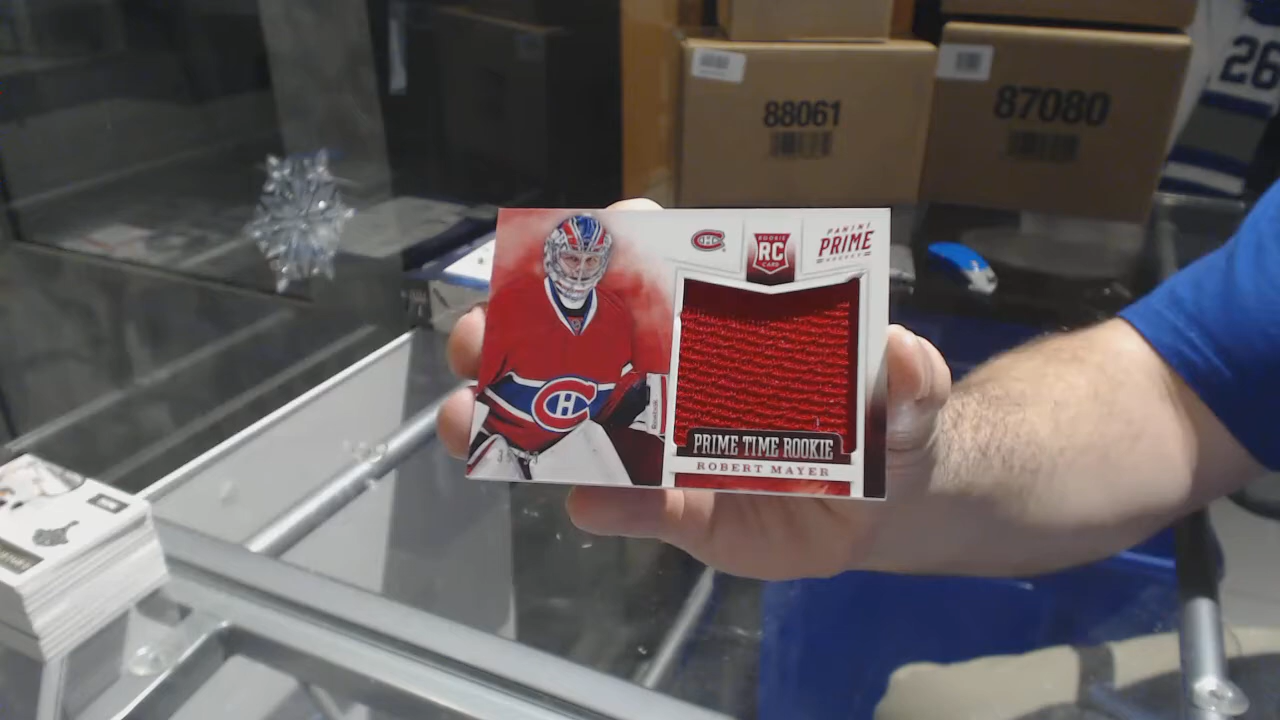 88061
87080
26
ROOKIE
RC
CARD
PANINI
PRIME
HOCKEY
PRIME TIME ROOKIE
ROBERT MAYER